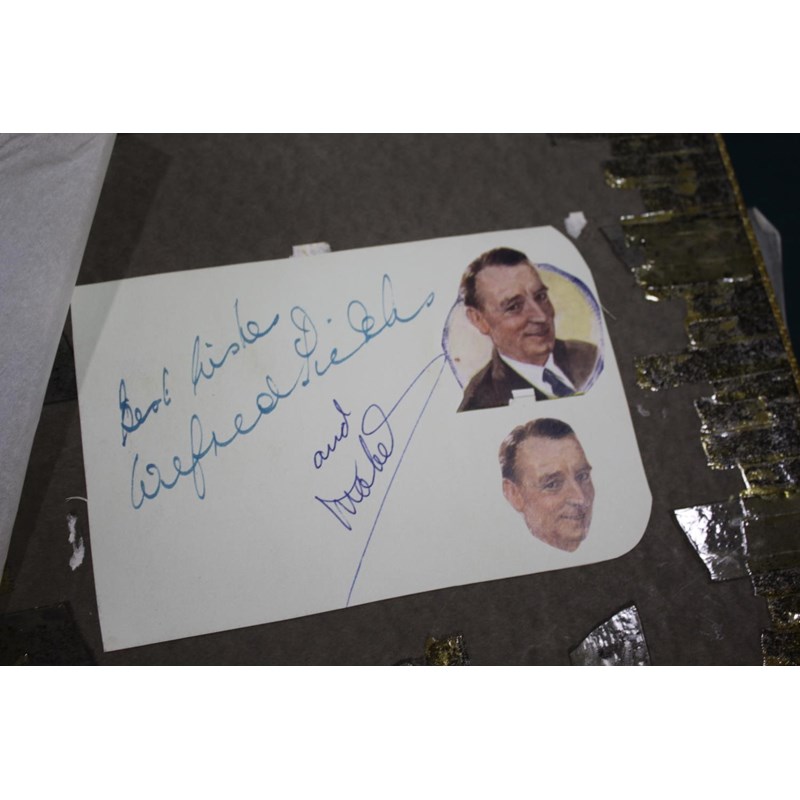 Best wishes
Wilfred Pickles
and
Mabel